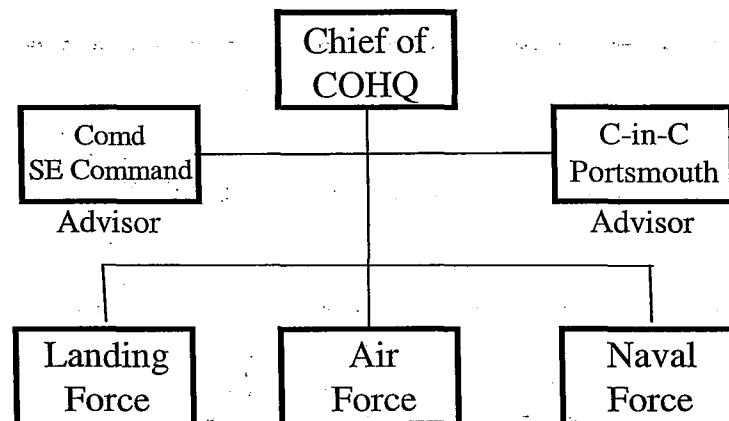 Chief of
COHQ
Comd
SE Command
Advisor
C-in-C
Portsmouth
Advisor
Landing
Force
Air
Force
Naval
Force